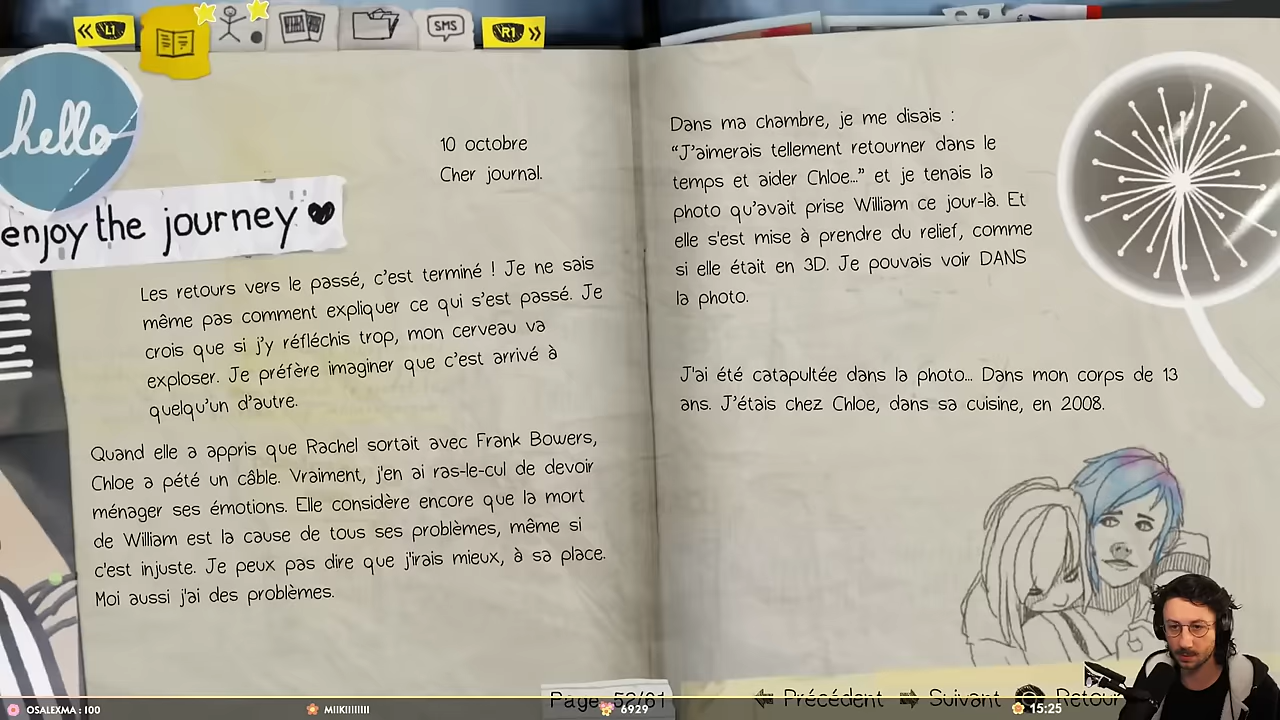 L1
SMS
R1
hello
enjoy the journey
10 octobre
Cher journal.
Les retours vers le passé, c'est terminé ! Je ne sais
même pas comment expliquer ce qui s'est passé. Je
crois que si j'y réfléchis trop, mon cerveau va
exploser. Je préfère imaginer que c'est arrivé à
quelqu'un d'autre.
Quand elle a appris que Rachel sortait avec Frank Bowers,
Chloe a pété un câble. Vraiment, j'en ai ras-le-cul de devoir
ménager ses émotions. Elle considère encore que la mort
de William est la cause de tous ses problèmes, même si
c'est injuste. Je peux pas dire que j'irais mieux, à sa place.
Moi aussi j'ai des problèmes.
Dans ma chambre, je me disais :
“J'aimerais tellement retourner dans le
temps et aider Chloe...” et je tenais la
photo qu'avait prise William ce jour-là. Et
elle s'est mise à prendre du relief, comme
si elle était en 3D. Je pouvais voir DANS
la photo.
J'ai été catapultée dans la photo... Dans mon corps de 13
ans. J'étais chez Chloe, dans sa cuisine, en 2008.
Page 52/61
Précédent
Suivant
Retour
OSALEXMA : 100
MIIKIIIIIIII
6929
15:25